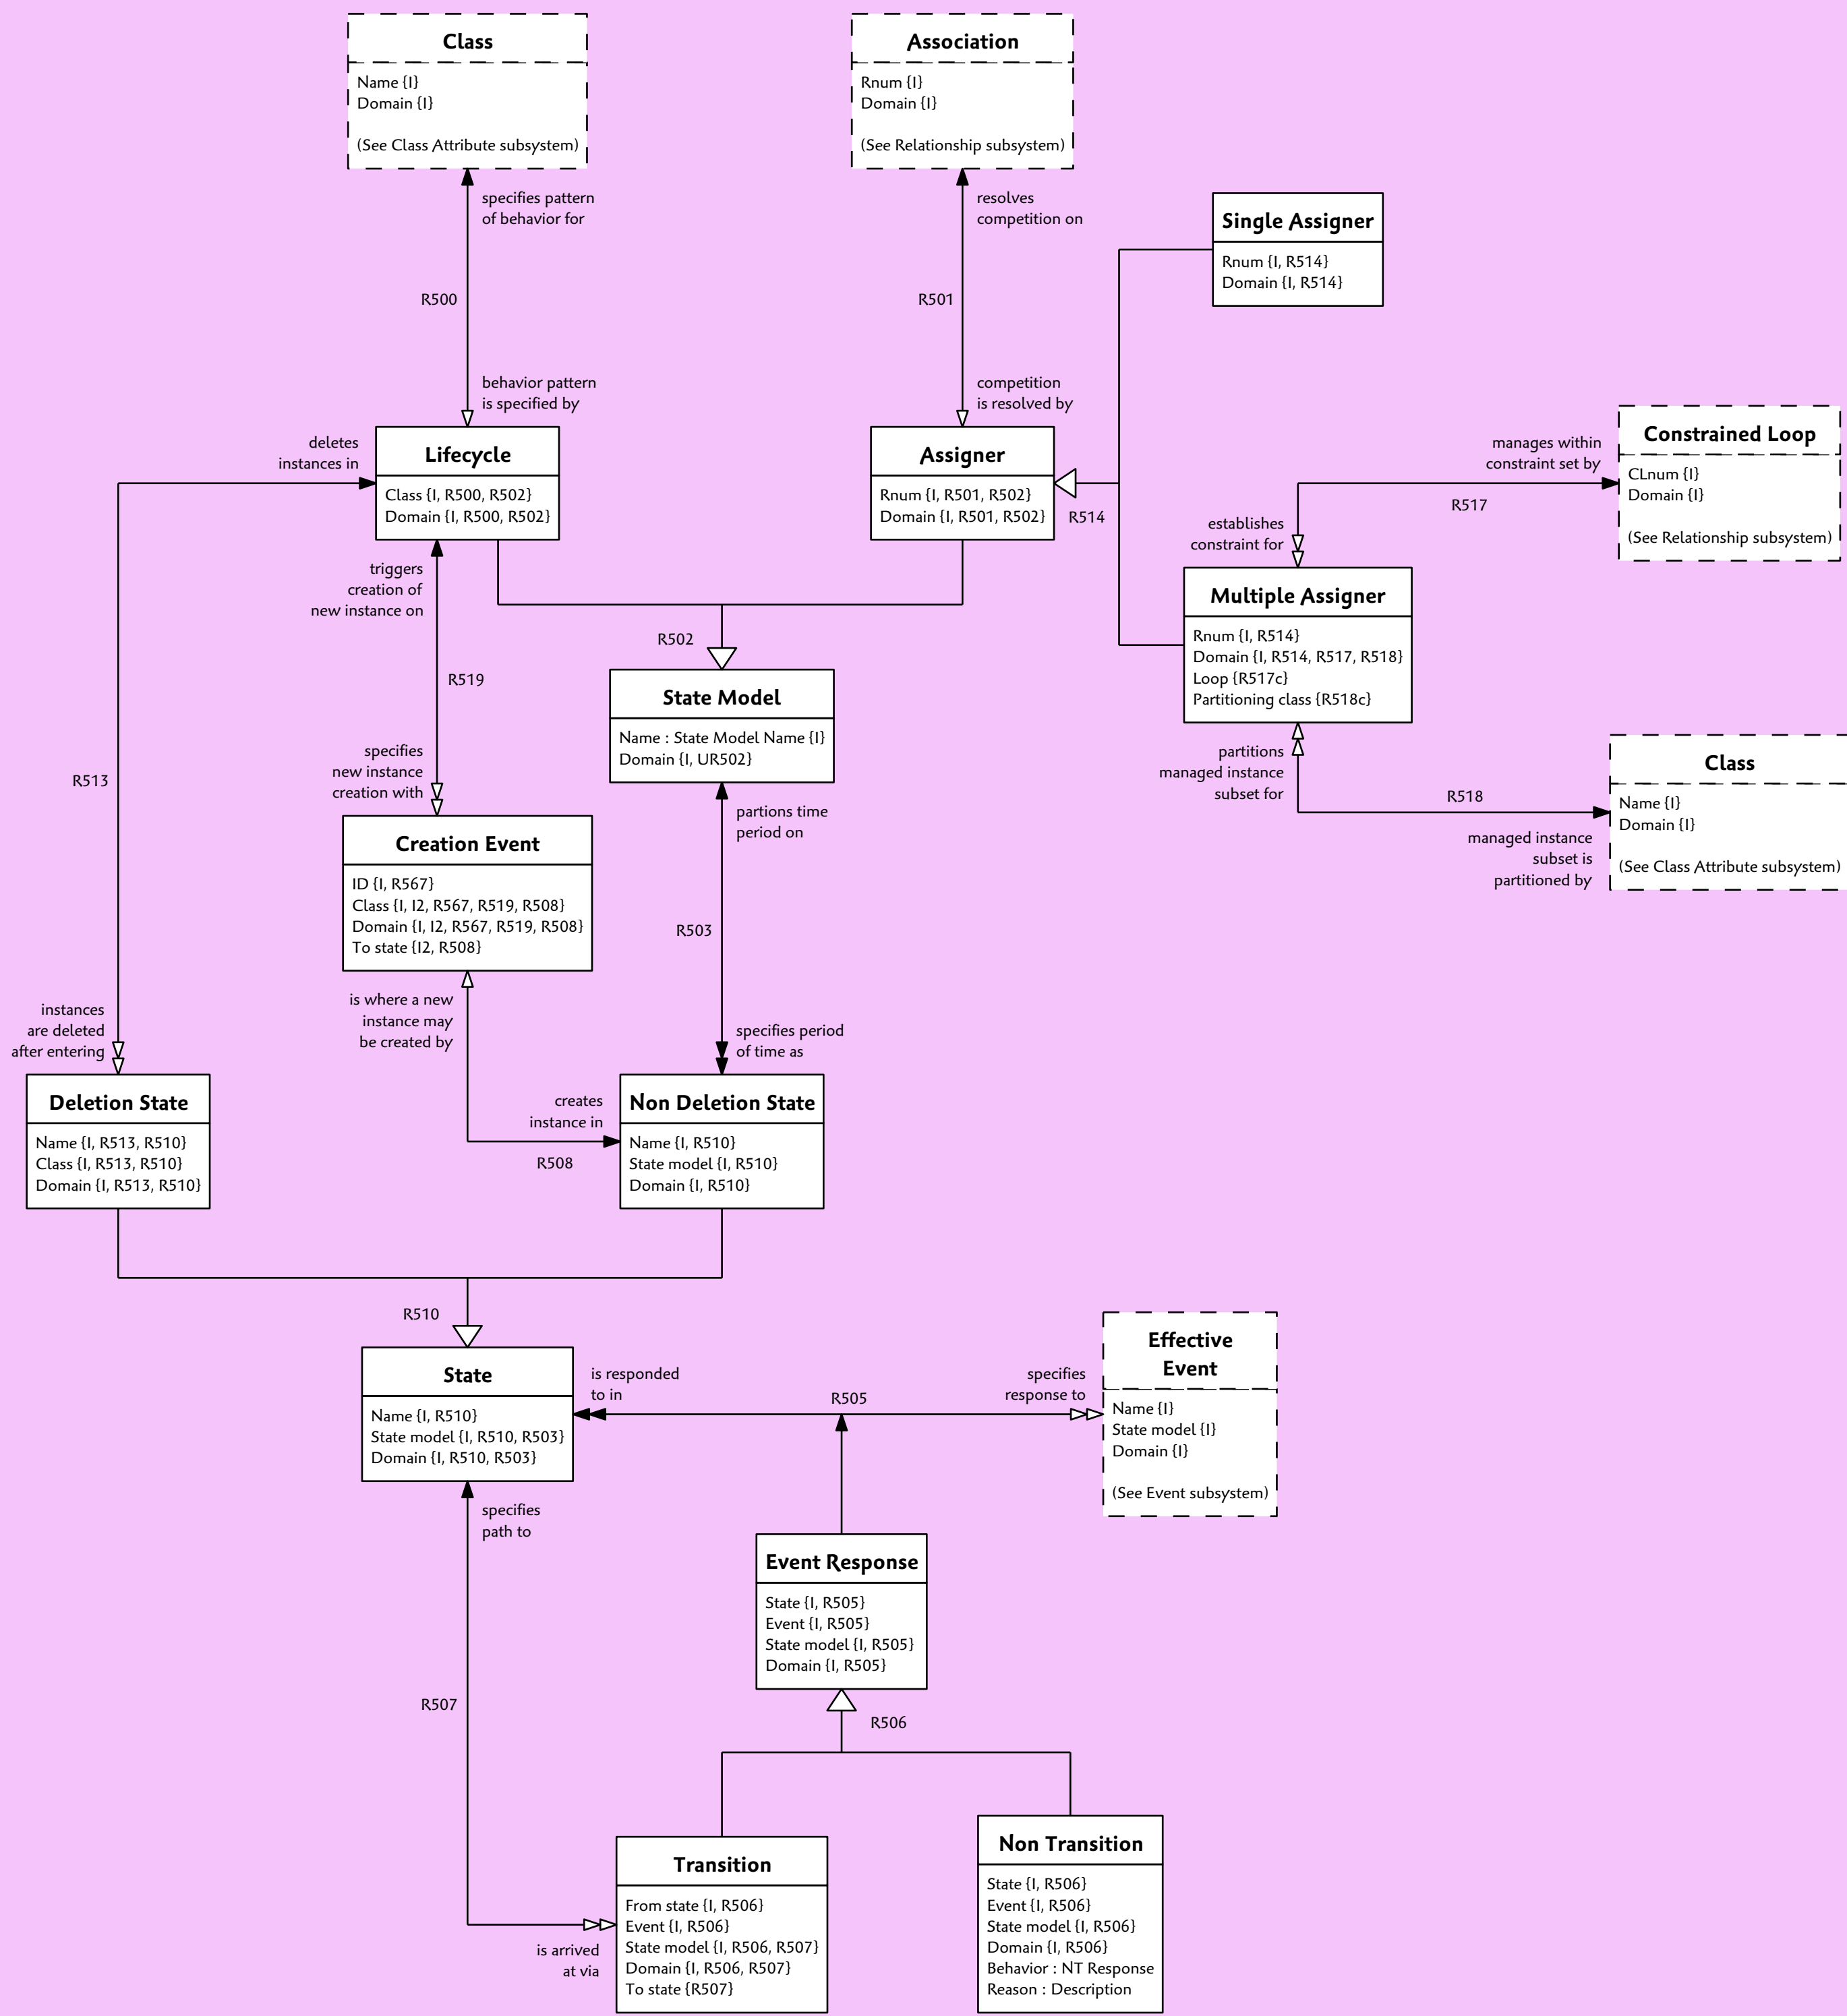 Class
Name {I}
Domain {I}
(See Class Attribute subsystem)
Association
Rnum {I}
Domain {I}
(See Relationship subsystem)
specifies pattern
of behavior for
resolves
competition on
Single Assigner
Rnum {I, R514}
Domain {I, R514}
R500
R501
behavior pattern
is specified by
competition
is resolved by
deletes
instances in
Lifecycle
Class {I, R500, R502}
Domain {I, R500, R502}
Assigner
Rnum {I, R501, R502}
Domain {I, R501, R502}
R514
manages within
constraint set by
R517
Constrained Loop
CLnum {I}
Domain {I}
(See Relationship subsystem)
establishes
constraint for
triggers
creation of
new instance on
R502
R519
State Model
Name : State Model Name {I}
Domain {I, UR502}
Multiple Assigner
Rnum {I, R514}
Domain {I, R514, R517, R518}
Loop {R517c}
Partitioning class {R518c}
specifies
new instance
creation with
R513
partions time
period on
partitions
managed instance
subset for
R518
managed instance
subset is
partitioned by
Class
Name {I}
Domain {I}
(See Class Attribute subsystem)
Creation Event
ID {I, R567}
Class {I, I2, R567, R519, R508}
Domain {I, I2, R567, R519, R508}
To state {I2, R508}
R503
instances
are deleted
after entering
is where a new
instance may
be created by
specifies period
of time as
creates
instance in
R508
Deletion State
Name {I, R513, R510}
Class {I, R513, R510}
Domain {I, R513, R510}
Non Deletion State
Name {I, R510}
State model {I, R510}
Domain {I, R510}
R510
State
Name {I, R510}
State model {I, R510, R503}
Domain {I, R510, R503}
is responded
to in
R505
specifies
response to
Effective
Event
Name {I}
State model {I}
Domain {I}
(See Event subsystem)
specifies
path to
Event Response
State {I, R505}
Event {I, R505}
State model {I, R505}
Domain {I, R505}
R507
R506
is arrived
at via
Transition
From state {I, R506}
Event {I, R506}
State model {I, R506, R507}
Domain {I, R506, R507}
To state {R507}
Non Transition
State {I, R506}
Event {I, R506}
State model {I, R506}
Domain {I, R506}
Behavior : NT Response
Reason : Description